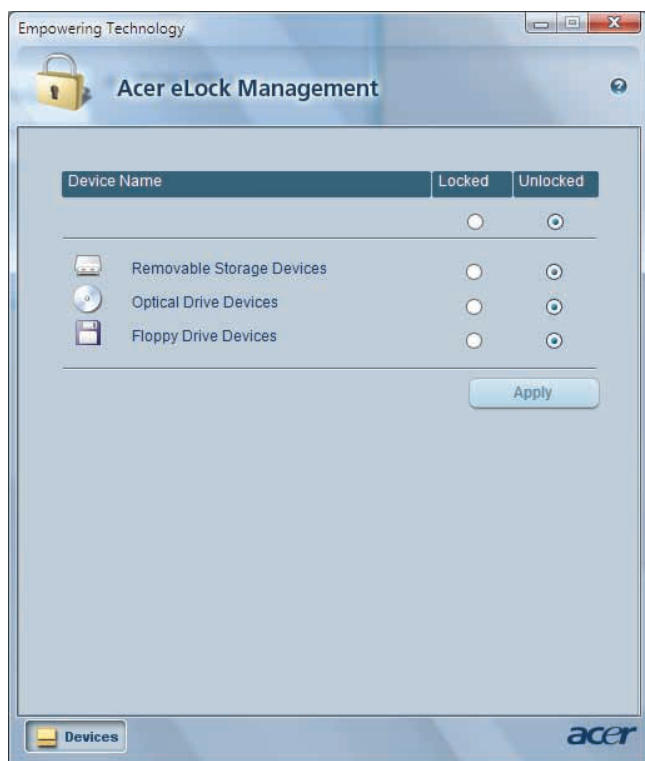 Empowering Technology
Acer eLock Management
Device Name Locked Unlocked
Removable Storage Devices
Optical Drive Devices
Floppy Drive Devices
Apply
Devices
acer